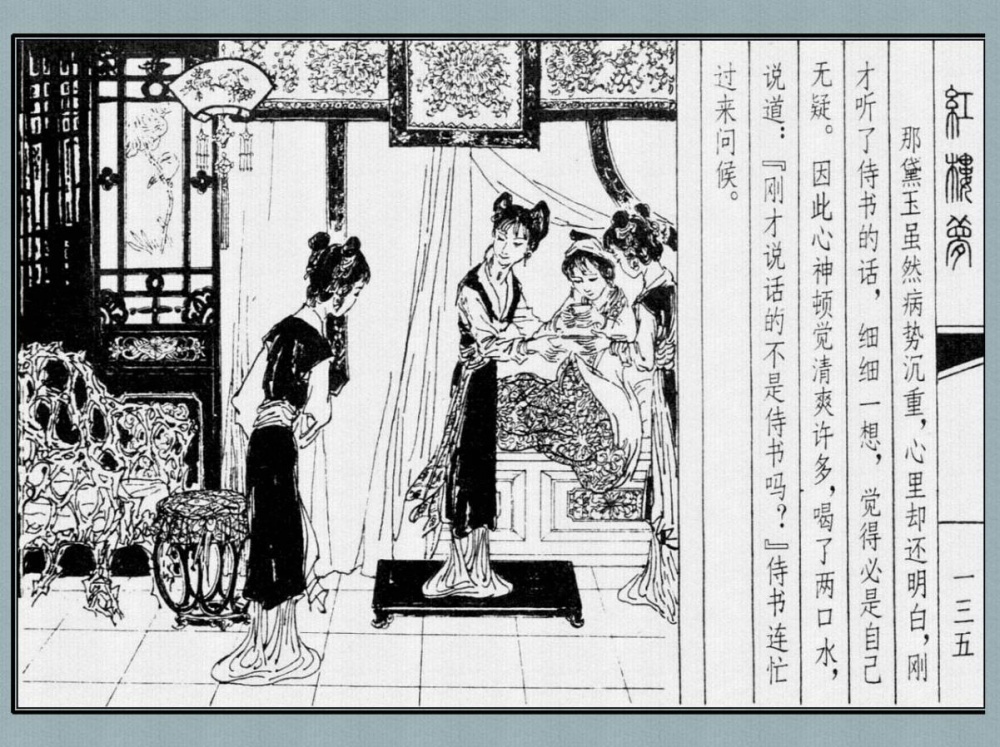 紅樓夢
一三五
那黛玉虽然病势沉重，心里却还明白，刚
才听了侍书的话，细细一想，觉得必是自己
无疑。因此心神顿觉清爽许多，喝了两口水，
说道：『刚才说话的不是侍书吗？』侍书连忙
过来问候。